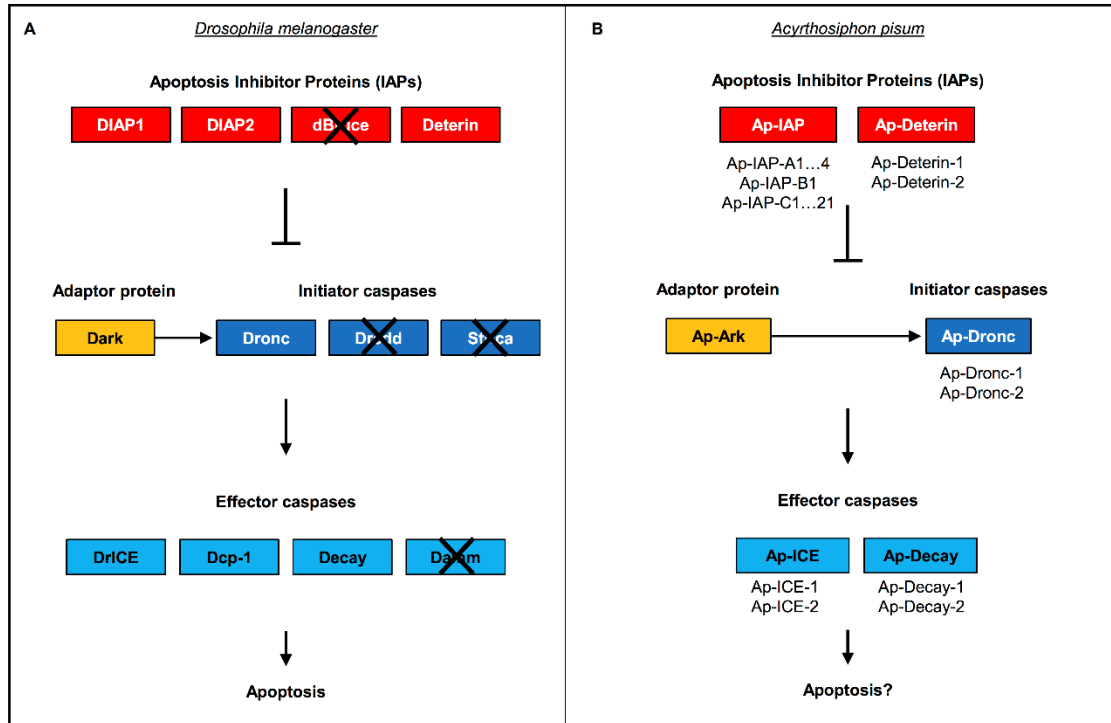 A
Drosophila melanogaster
Apoptosis Inhibitor Proteins (IAPs)
DIAP1 DIAP2 dBruce Deterin
Adaptor protein Initiator caspases
Dark Dronc Dredd Strica
Effector caspases
DrICE Dcp-1 Decay Damm
Apoptosis
B
Acyrthosiphon pisum
Apoptosis Inhibitor Proteins (IAPs)
Ap-IAP Ap-Deterin
Ap-IAP-A1…4 Ap-Deterin-1
Ap-IAP-B1 Ap-Deterin-2
Ap-IAP-C1…21
Adaptor protein Initiator caspases
Ap-Ark Ap-Dronc
Ap-Dronc-1
Ap-Dronc-2
Effector caspases
Ap-ICE Ap-Decay
Ap-ICE-1 Ap-Decay-1
Ap-ICE-2 Ap-Decay-2
Apoptosis?